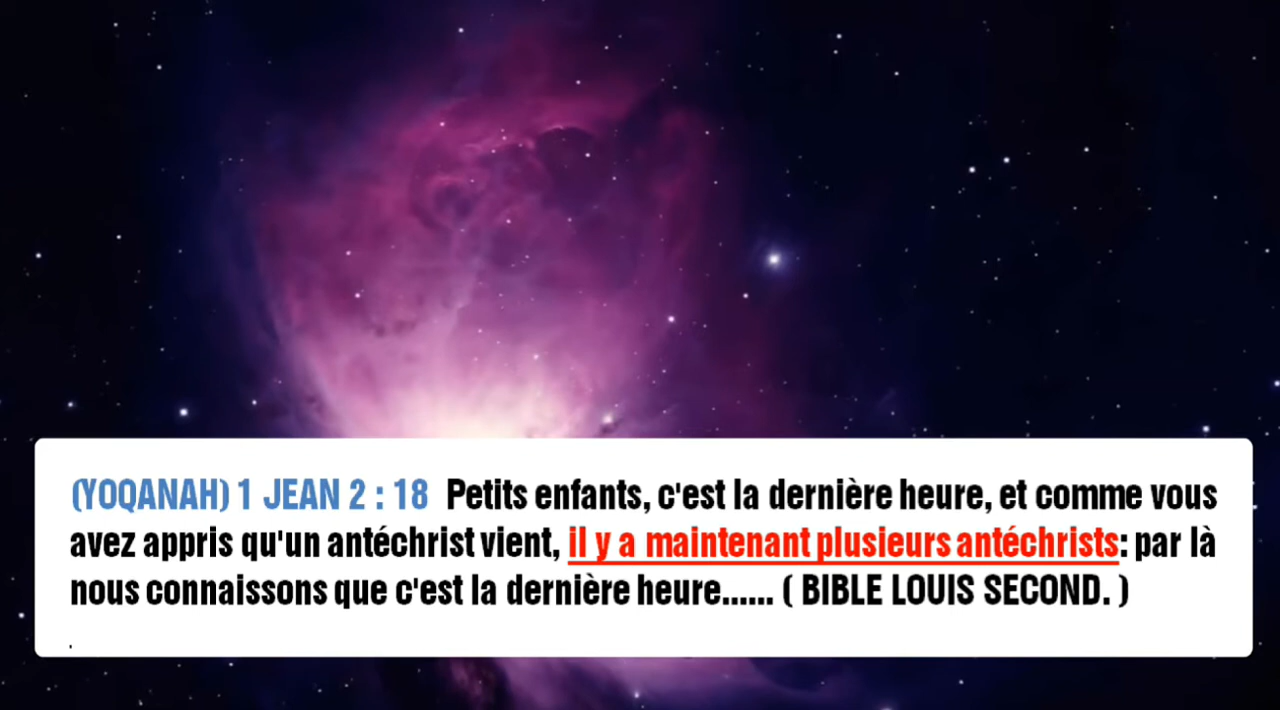 (YOQANAH) 1 JEAN 2 : 18 Petits enfants, c'est la dernière heure, et comme vous
avez appris qu'un antéchrist vient, il y a maintenant plusieurs antéchrists: par là
nous connaissons que c'est la dernière heure...... ( BIBLE LOUIS SECOND. )
.